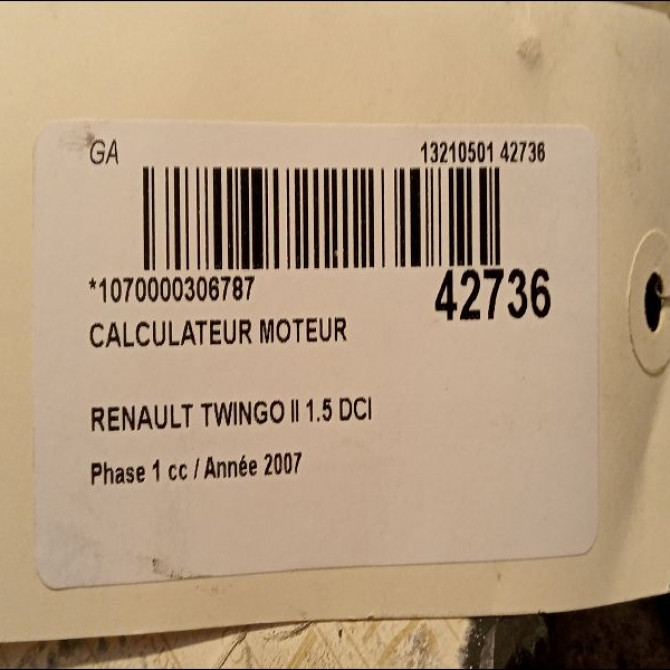 GA 13210501 42736
*1070000306787 42736
CALCULATEUR MOTEUR
RENAULT TWINGO II 1.5 DCI
Phase 1 cc / Année 2007